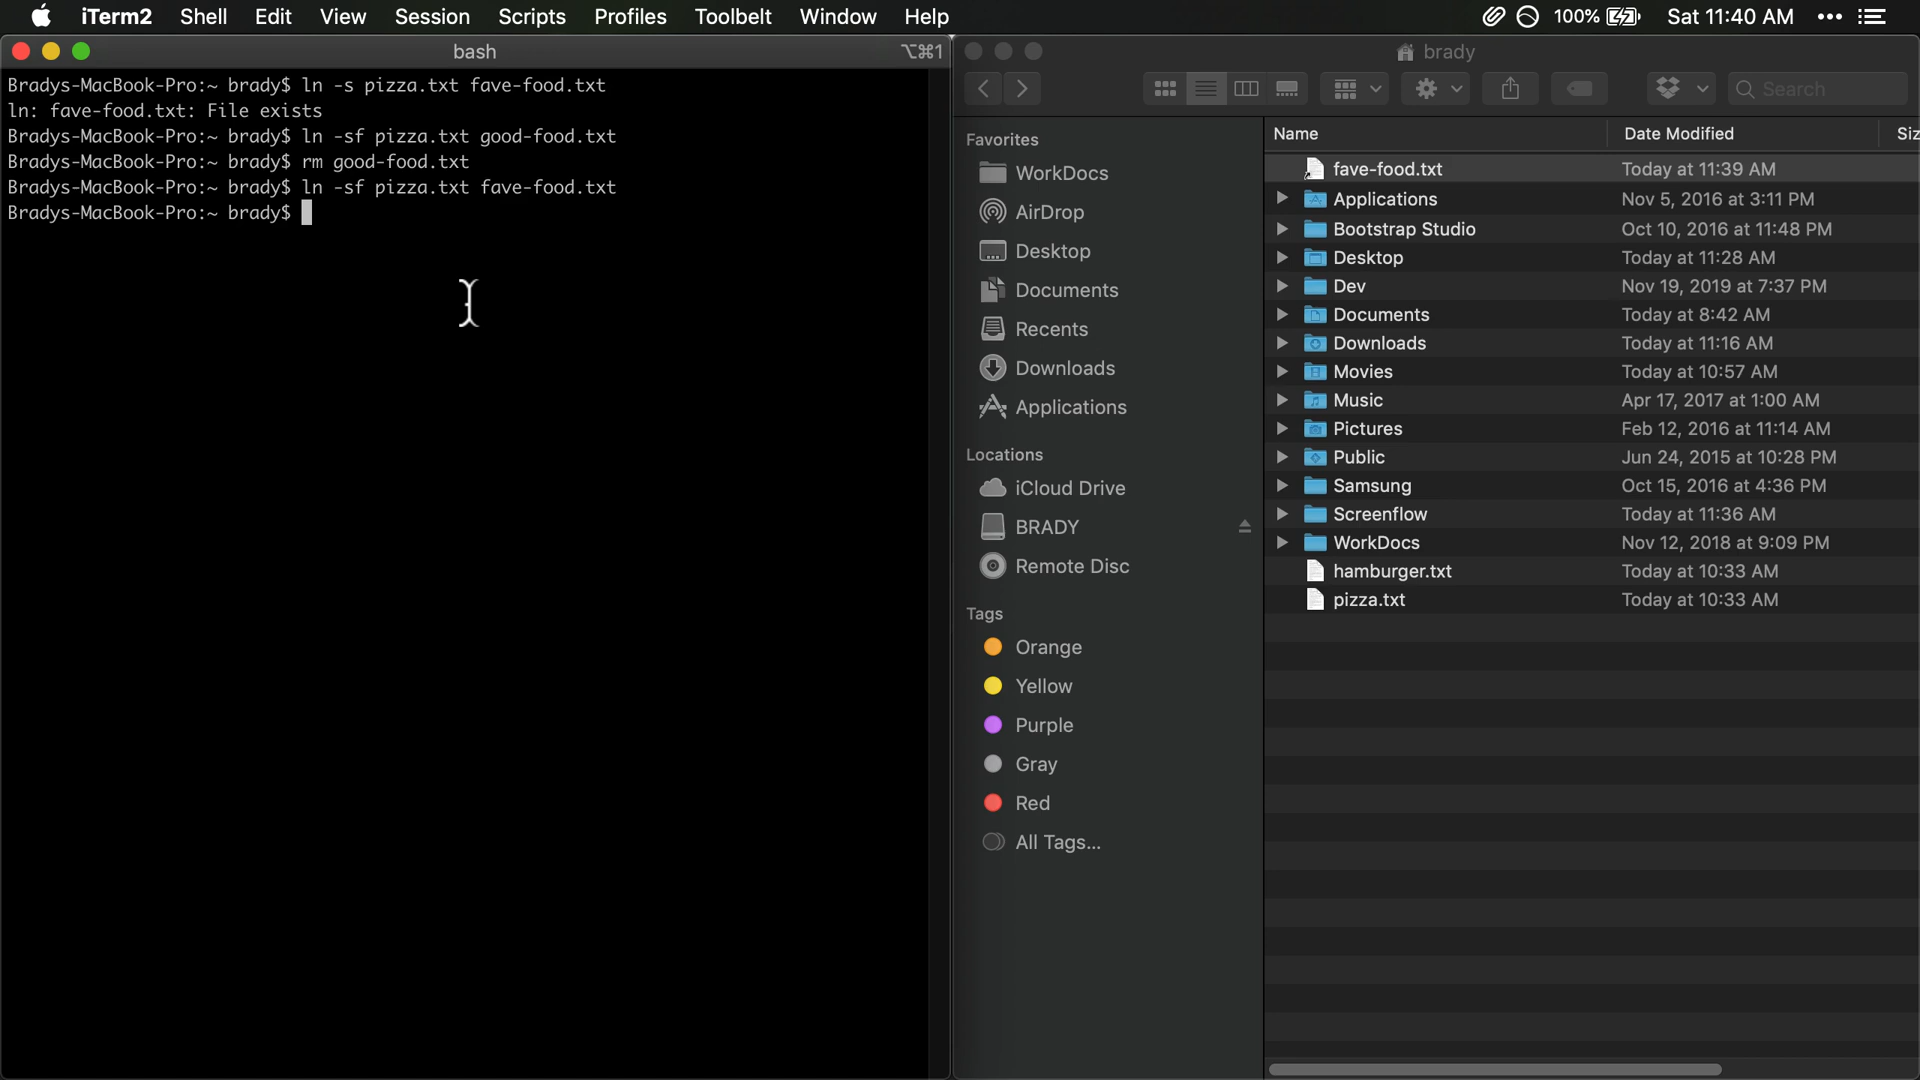 iTerm2 Shell Edit View Session Scripts Profiles Toolbelt Window Help 100% Sat 11:40 AM
bash ⌥⌘1
Bradys-MacBook-Pro:~ brady$ ln -s pizza.txt fave-food.txt
ln: fave-food.txt: File exists
Bradys-MacBook-Pro:~ brady$ ln -sf pizza.txt good-food.txt
Bradys-MacBook-Pro:~ brady$ rm good-food.txt
Bradys-MacBook-Pro:~ brady$ ln -sf pizza.txt fave-food.txt
Bradys-MacBook-Pro:~ brady$
brady
Search
Favorites
WorkDocs
AirDrop
Desktop
Documents
Recents
Downloads
Applications
Locations
iCloud Drive
BRADY
Remote Disc
Tags
Orange
Yellow
Purple
Gray
Red
All Tags...
Name Date Modified Siz
fave-food.txt Today at 11:39 AM
Applications Nov 5, 2016 at 3:11 PM
Bootstrap Studio Oct 10, 2016 at 11:48 PM
Desktop Today at 11:28 AM
Dev Nov 19, 2019 at 7:37 PM
Documents Today at 8:42 AM
Downloads Today at 11:16 AM
Movies Today at 10:57 AM
Music Apr 17, 2017 at 1:00 AM
Pictures Feb 12, 2016 at 11:14 AM
Public Jun 24, 2015 at 10:28 PM
Samsung Oct 15, 2016 at 4:36 PM
Screenflow Today at 11:36 AM
WorkDocs Nov 12, 2018 at 9:09 PM
hamburger.txt Today at 10:33 AM
pizza.txt Today at 10:33 AM